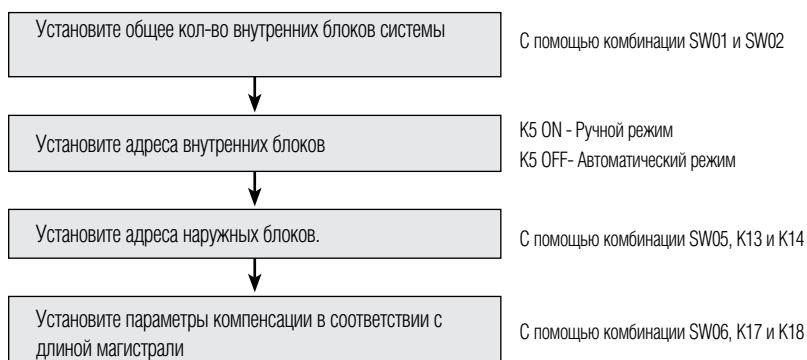 Установите общее кол-во внутренних блоков системы
С помощью комбинации SW01 и SW02
Установите адреса внутренних блоков
K5 ON - Ручной режим
K5 OFF- Автоматический режим
Установите адреса наружных блоков.
С помощью комбинации SW05, K13 и K14
Установите параметры компенсации в соответствии с
длиной магистрали
С помощью комбинации SW06, K17 и K18